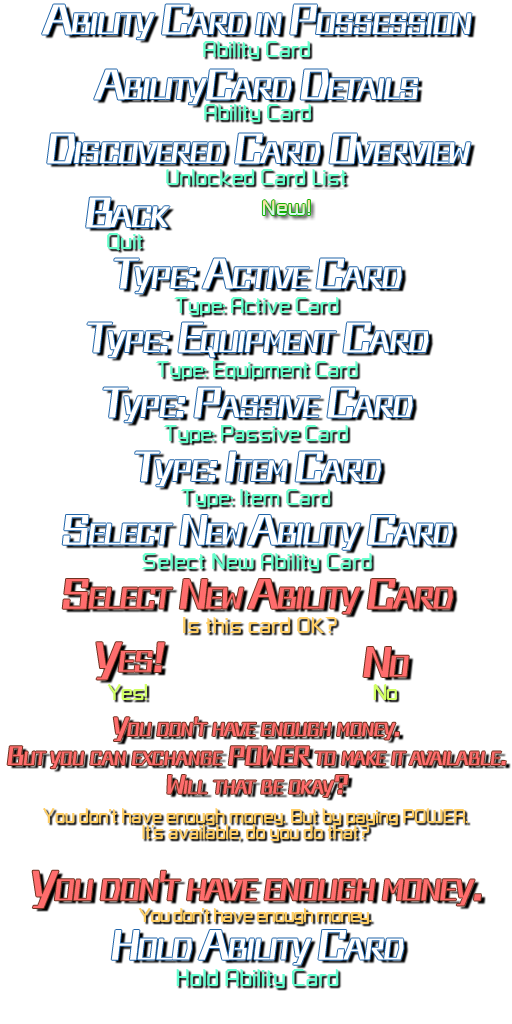 Ability Card in Possession
Ability Card
AbilityCard Details
Ability Card
Discovered Card Overview
Unlocked Card List
Back
New!
Quit
Type: Active Card
Type: Active Card
Type: Equipment Card
Type: Equipment Card
Type: Passive Card
Type: Passive Card
Type: Item Card
Type: Item Card
Select New Ability Card
Select New Ability Card
Select New Ability Card
Is this card OK?
Yes! No
Yes! No
You don't have enough money.
But you can exchange POWER to make it available.
Will that be okay?
You don't have enough money. But by paying POWER.
It's available, do you do that?
You don't have enough money.
You don't have enough money.
Hold Ability Card
Hold Ability Card